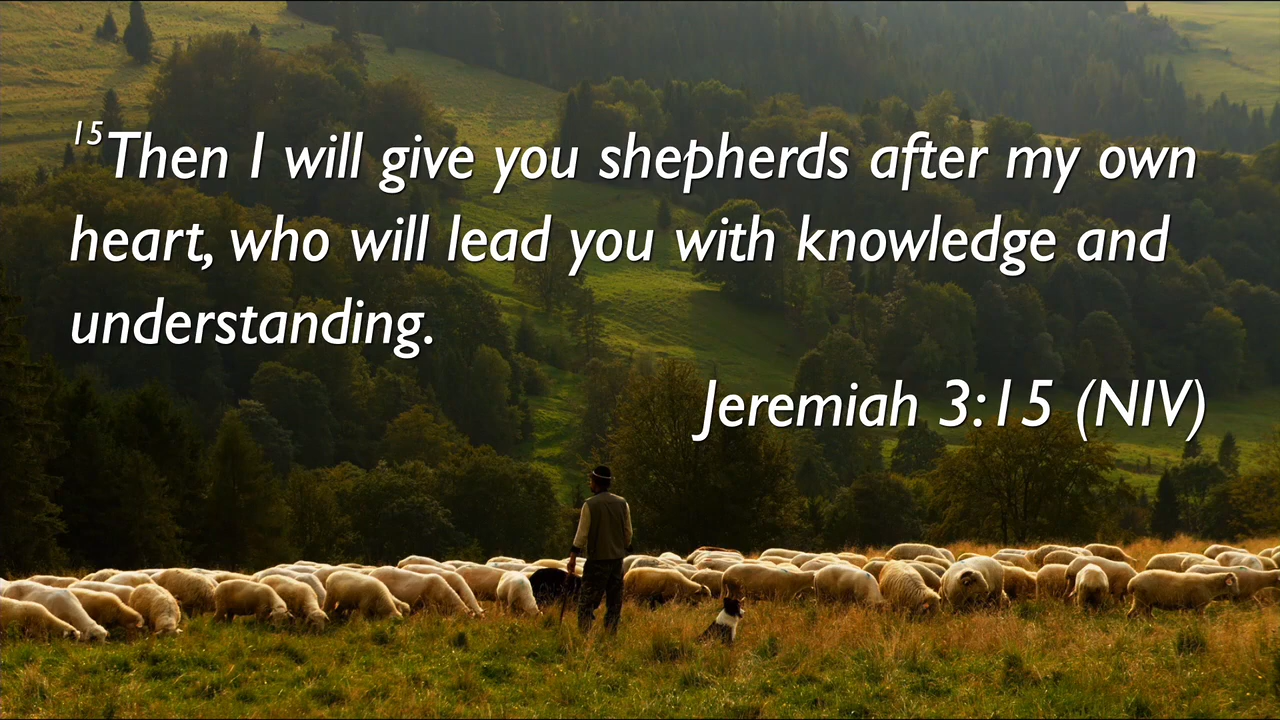 15Then I will give you shepherds after my own
heart, who will lead you with knowledge and
understanding.
Jeremiah 3:15 (NIV)